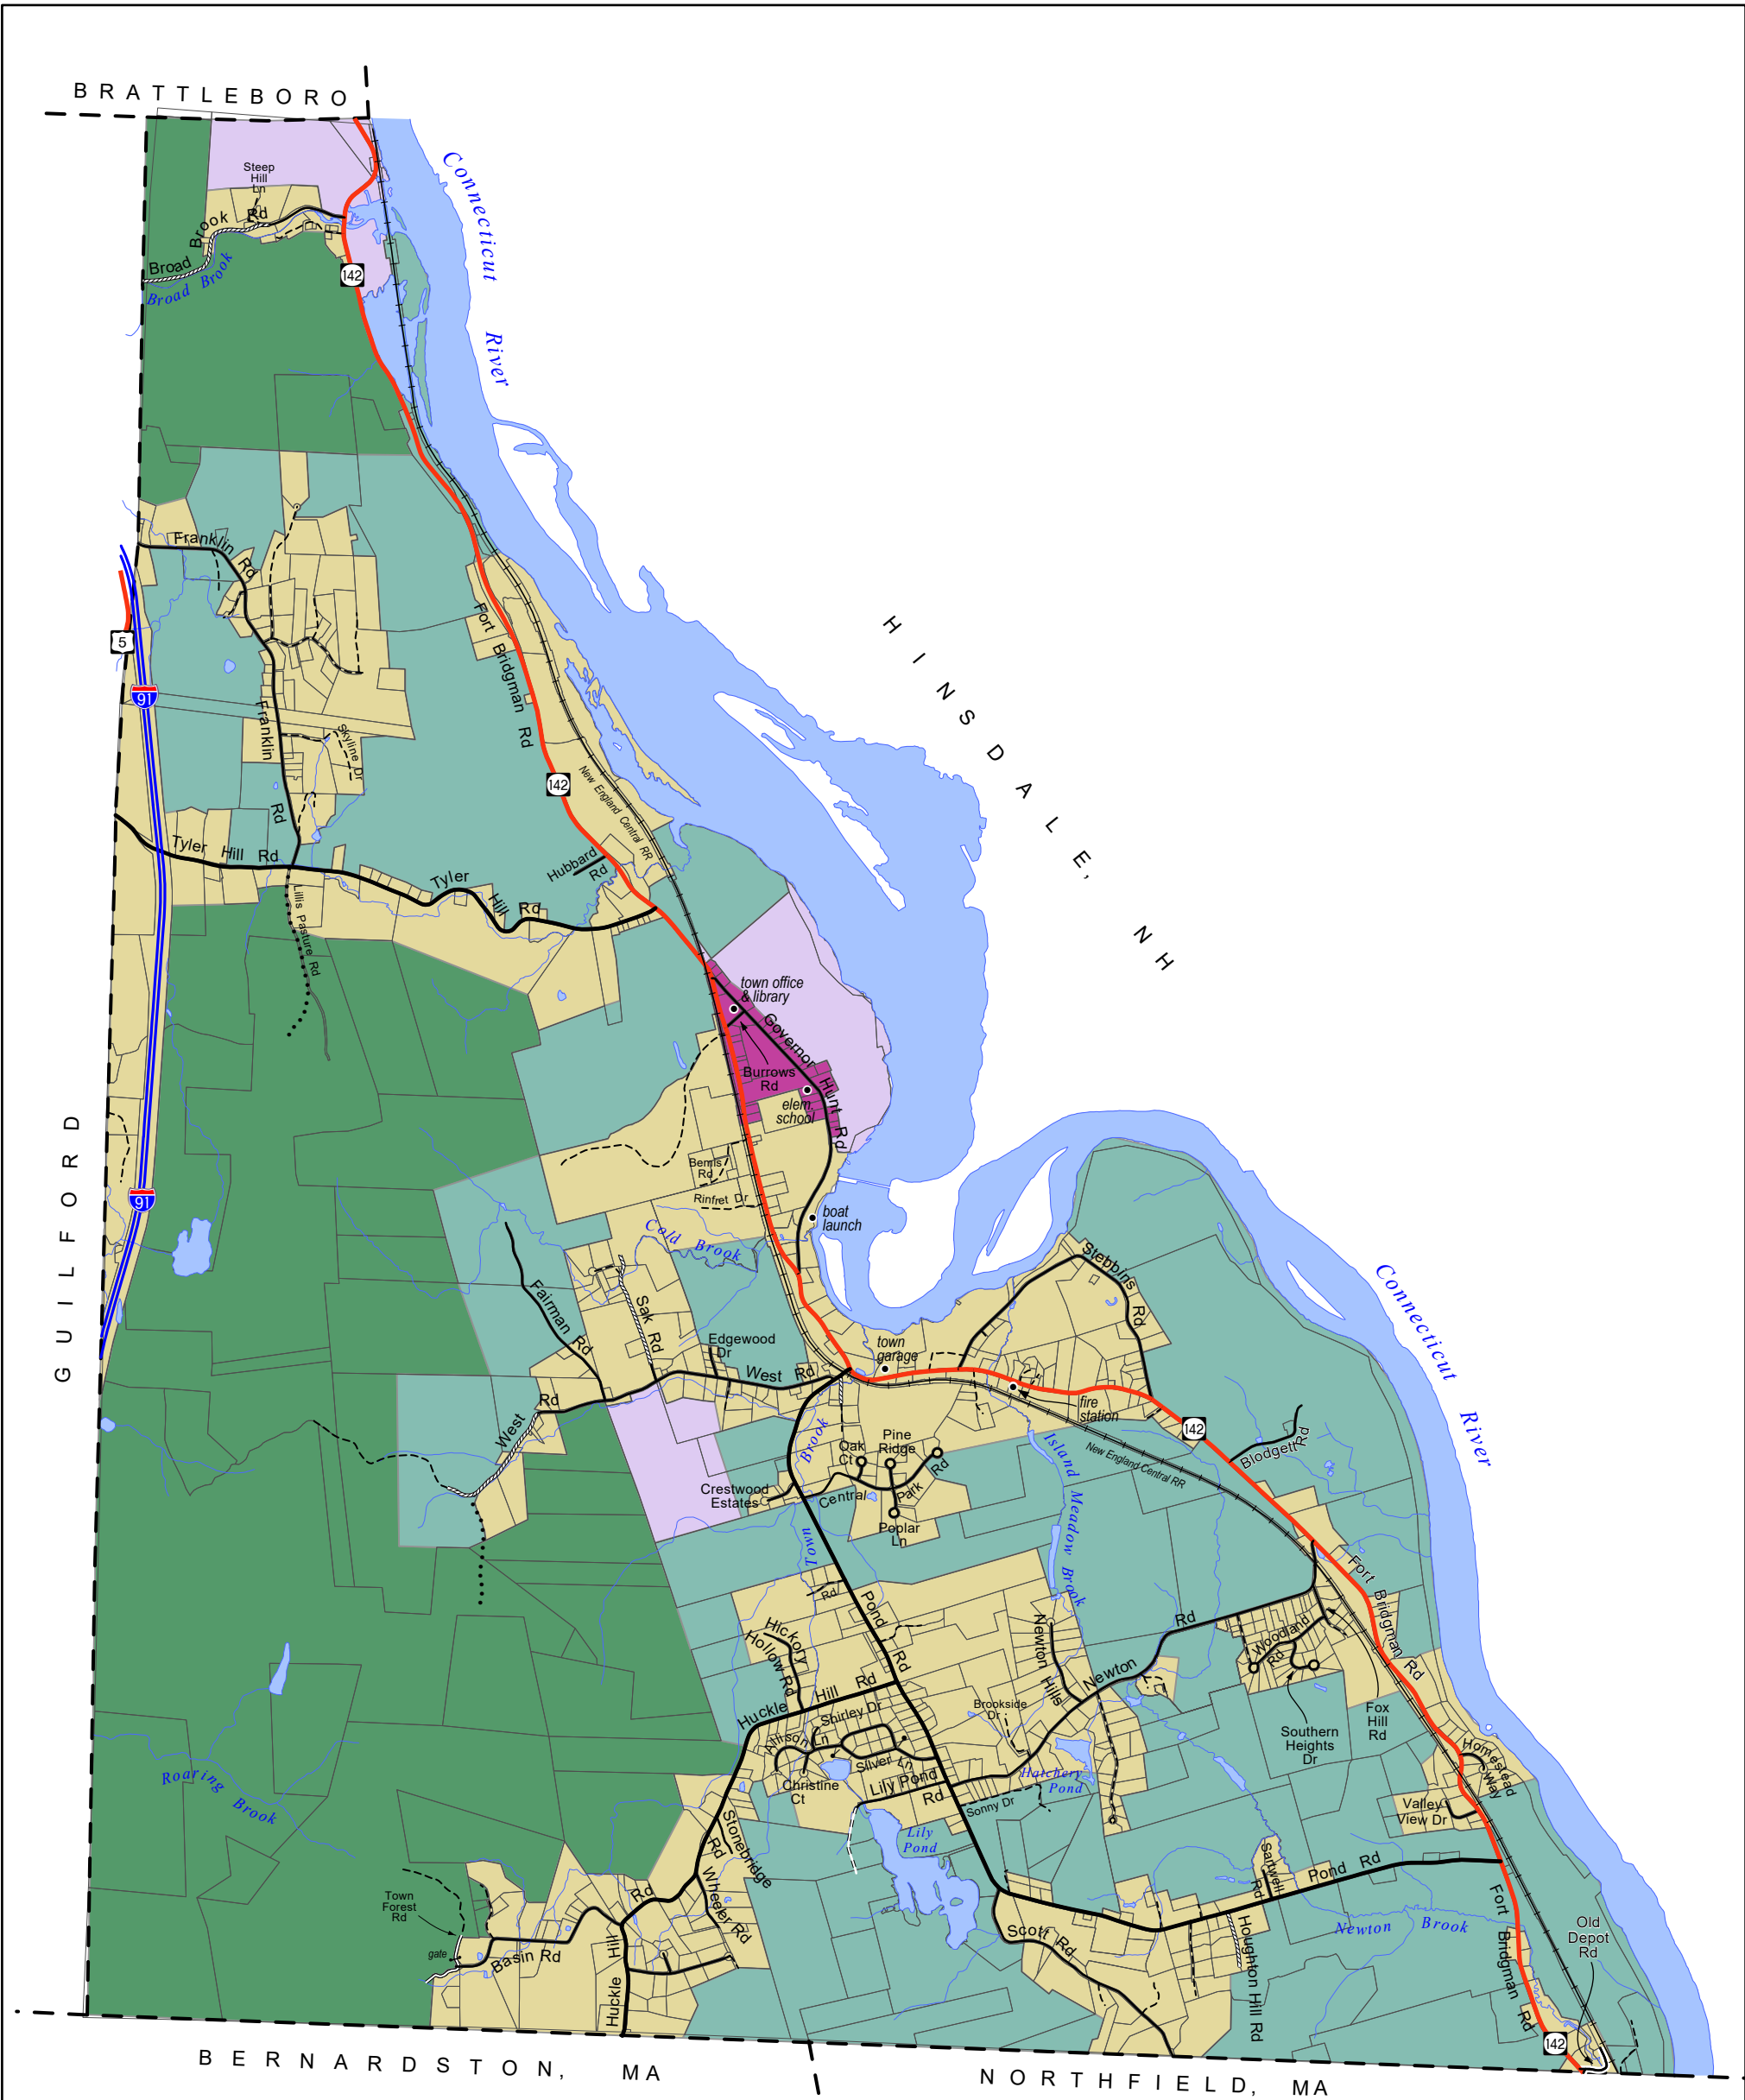 BRATTLEBORO
Steep
Hill
Ln
Broad Brook Rd
Broad Brook
142
Connecticut River
Franklin Rd
5
91
Franklin Rd
Skyline Dr
Fort Bridgman Rd
142
New England Central RR
HINSDALE, NH
Tyler Hill Rd
Tyler Hill Rd
Hubbard Rd
Lillis Pasture Rd
town office
& library
Governor Hunt Rd
Burrows
Rd
elem.
school
Bemis
Rd
Rinfret Dr
91
GUILFORD
boat
launch
Cold Brook
Stebbins Rd
Connecticut River
Fairman Rd
Sak Rd
Edgewood
Dr
West Rd
West Rd
town
garage
fire
station
142
Blodgett Rd
New England Central RR
Oak
Ct
Pine
Ridge
Park Rd
Crestwood
Estates
Central
Poplar
Ln
Town Brook
Island Meadow Brook
Rd
Pond Rd
Hickory
Hollow Rd
Newton Hills
Newton Rd
Woodland
Rd
Fort Bridgman Rd
Huckle Hill Rd
Shirley Dr
Allison Ln
Silver Ln
Christine
Ct
Lily Pond Rd
Brookside
Dr
Hatchery
Pond
Sonny Dr
Southern
Heights
Dr
Fox
Hill
Rd
Homestead
Way
Valley
View Dr
Roaring Brook
Lily
Pond
Stonebridge
Rd
Wheeler Rd
Sartwell
Rd
Pond Rd
Town
Forest
Rd
gate
Basin Rd
Huckle Hill Rd
Scott Rd
Houghton Hill Rd
Newton Brook
Fort Bridgman Rd
Old
Depot
Rd
142
BERNARDSTON, MA
NORTHFIELD, MA